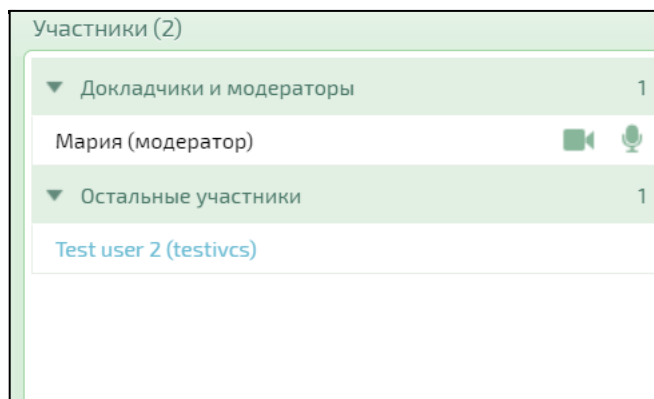 Участники (2)
Докладчики и модераторы 1
Мария (модератор)
Остальные участники 1
Test user 2 (testivcs)